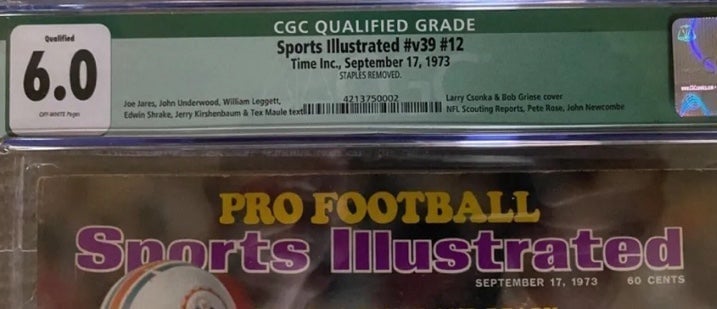 CGC QUALIFIED GRADE
Qualified
6.0
OFF-WHITE Pages
Sports Illustrated #v39 #12
Time Inc., September 17, 1973
STAPLES REMOVED.
Joe Jares, John Underwood, William Leggett,
Edwin Shrake, Jerry Kirshenbaum & Tex Maule text
4213750002
Larry Csonka & Bob Griese cover
NFL Scouting Reports, Pete Rose, John Newcombe
PRO FOOTBALL
Sports Illustrated
SEPTEMBER 17, 1973 60 CENTS